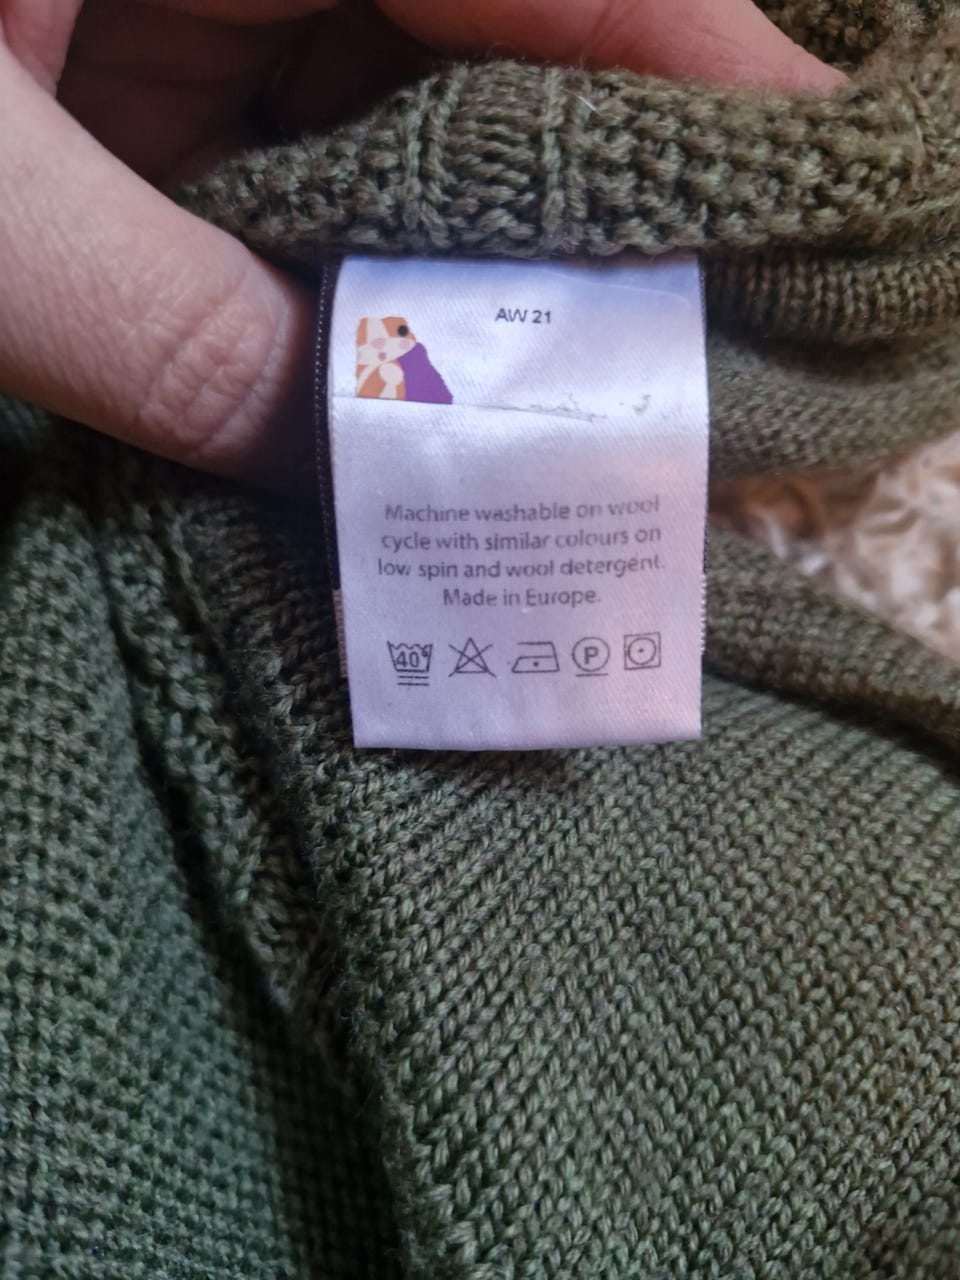 AW 21
Machine washable on wool
cycle with similar colours on
low spin and wool detergent.
Made in Europe.
40°
P